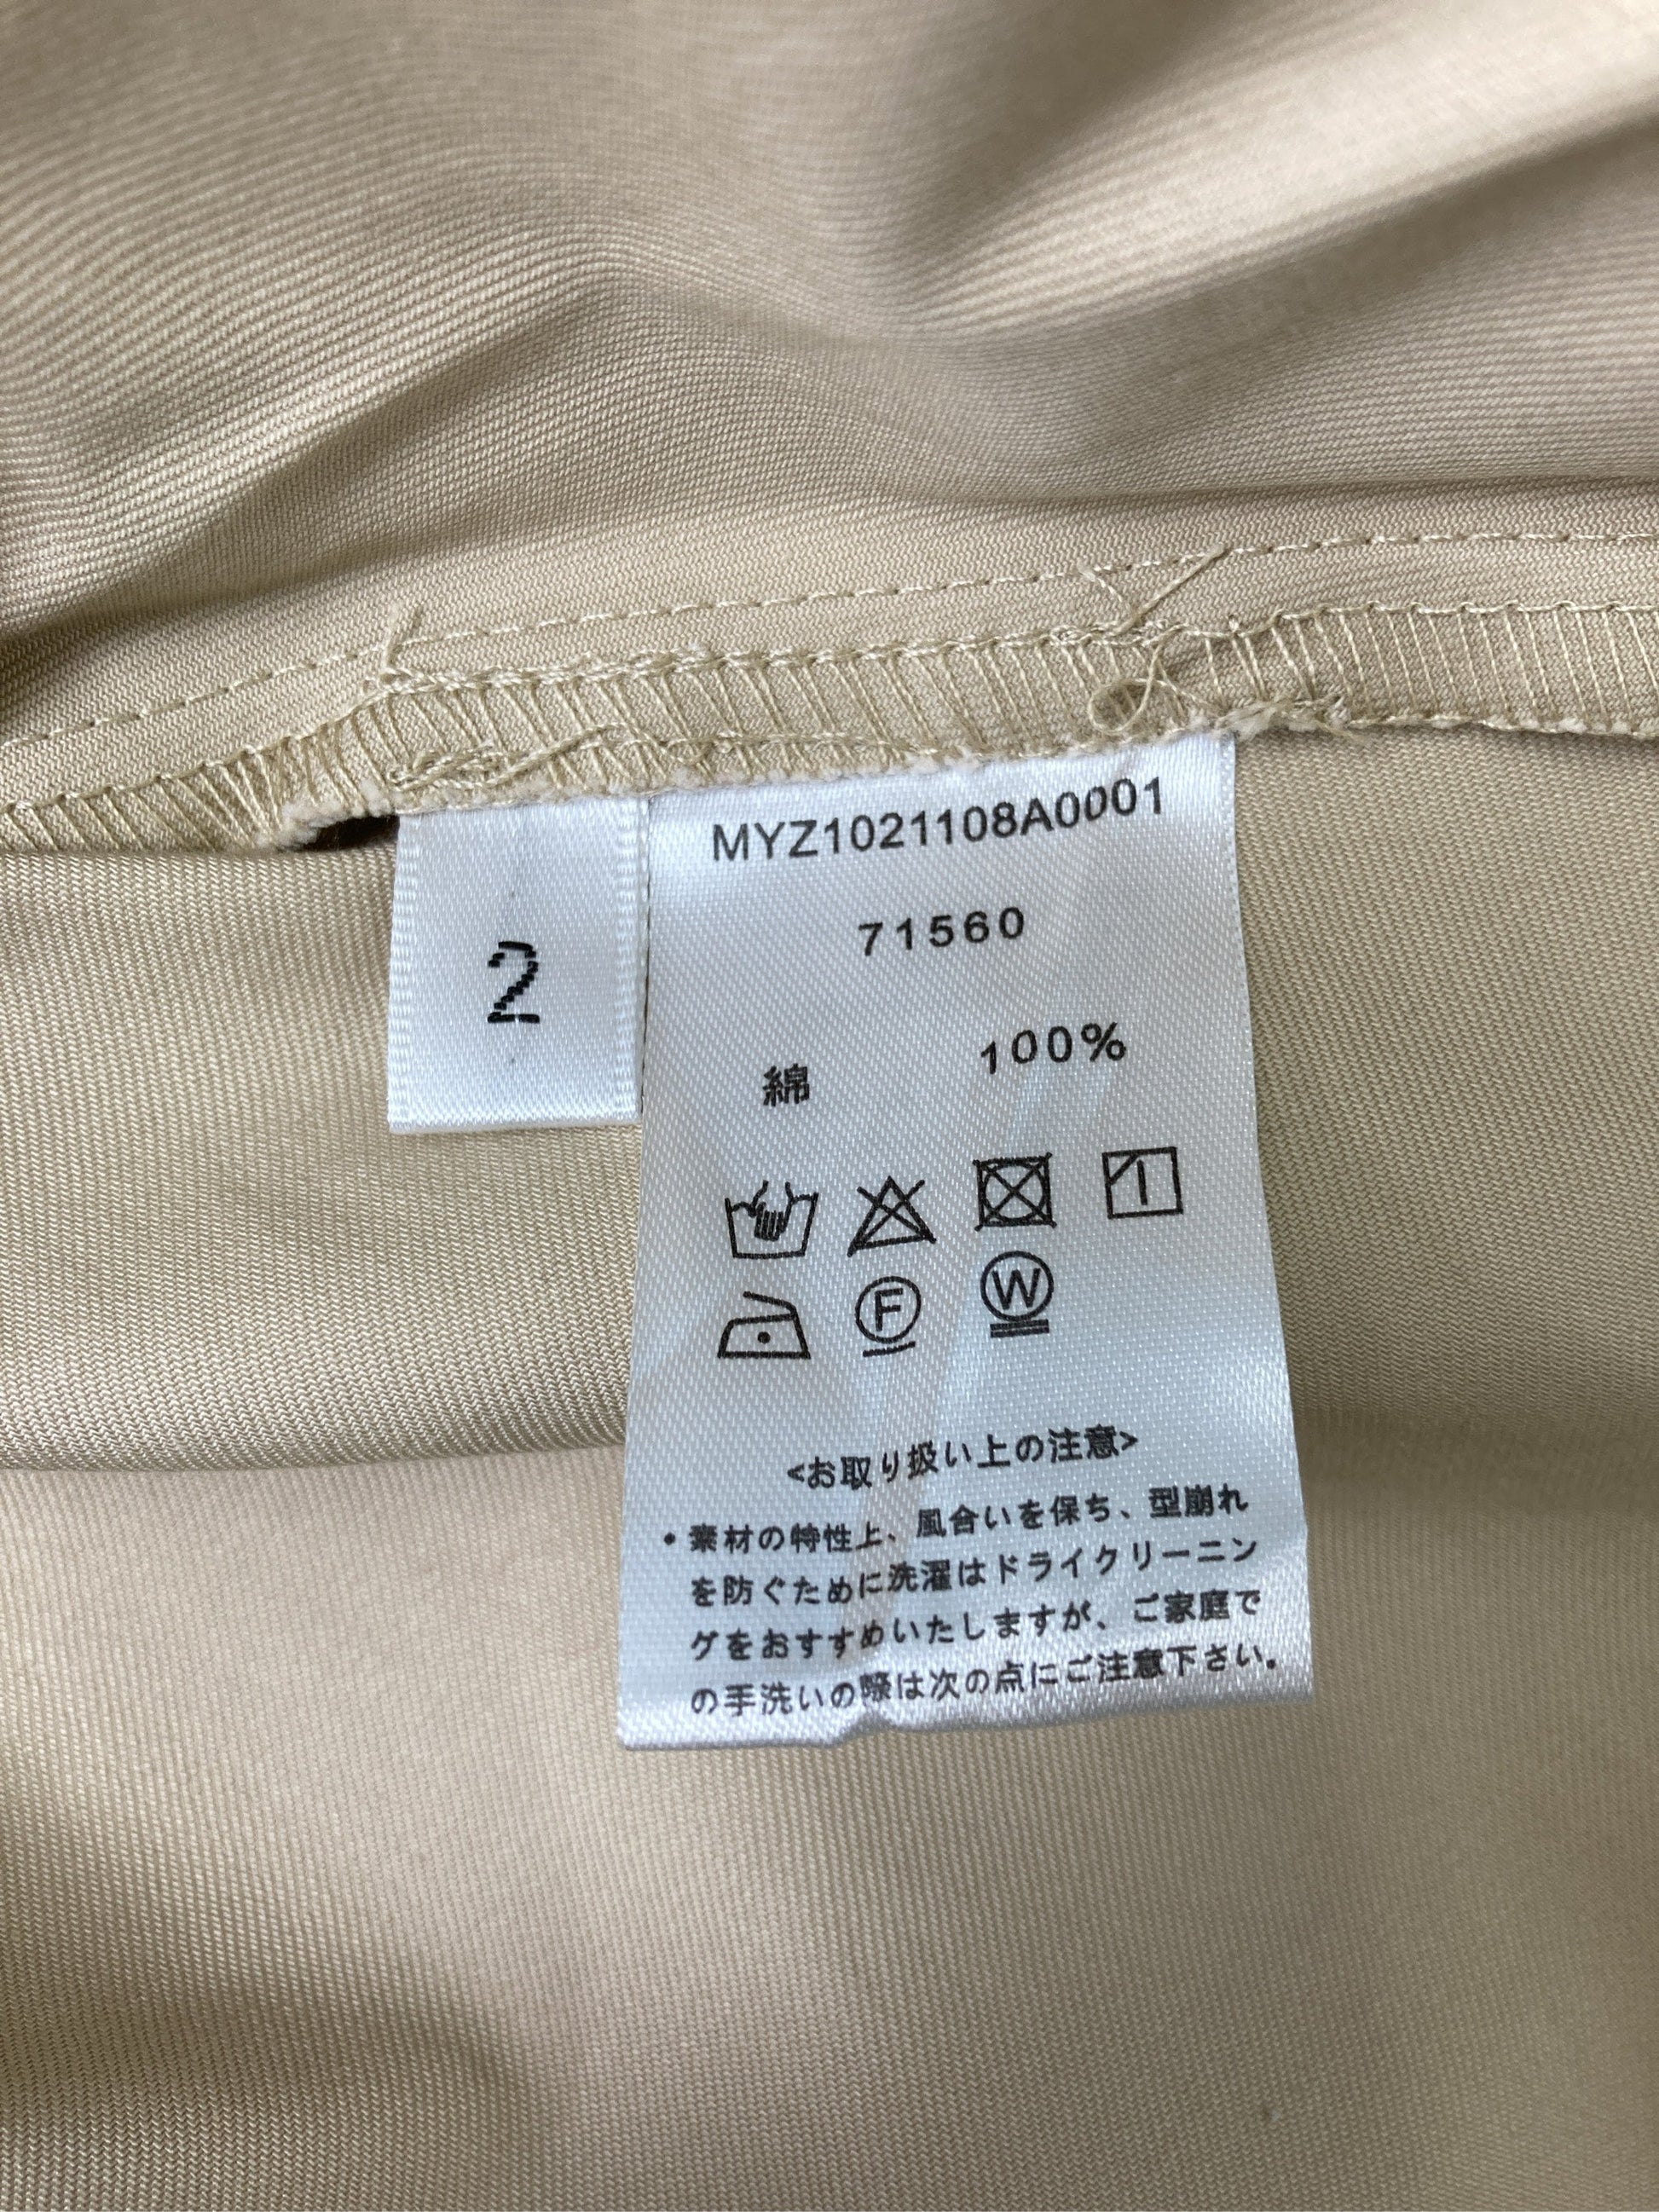 MYZ1021108A0001
71560
2
綿 100%
F W
<お取り扱い上の注意>
• 素材の特性上、風合いを保ち、型崩れ
を防ぐために洗濯はドライクリーニン
グをおすすめいたしますが、ご家庭で
の手洗いの際は次の点にご注意下さい。